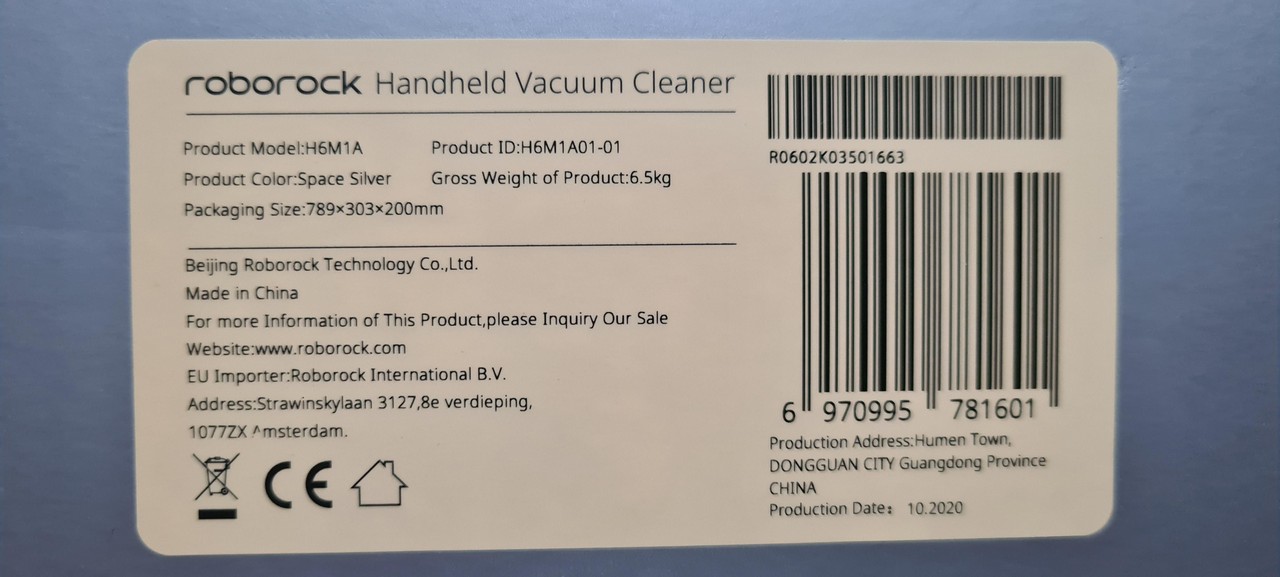 roborock Handheld Vacuum Cleaner
Product Model:H6M1A Product ID:H6M1A01-01
Product Color:Space Silver Gross Weight of Product:6.5kg
Packaging Size:789×303×200mm
Beijing Roborock Technology Co.,Ltd.
Made in China
For more Information of This Product,please Inquiry Our Sale
Website:www.roborock.com
EU Importer:Roborock International B.V.
Address:Strawinskylaan 3127,8e verdieping,
1077ZX Amsterdam.
CE
R0602K03501663
6 970995 781601
Production Address:Humen Town,
DONGGUAN CITY Guangdong Province
CHINA
Production Date: 10.2020